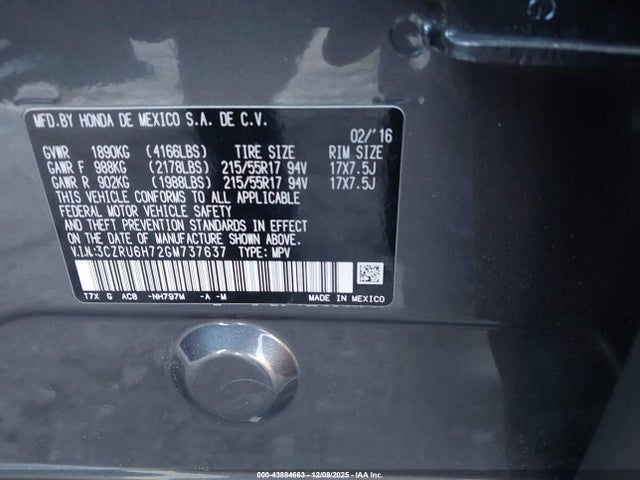 MFD.BY HONDA DE MEXICO S.A. DE C.V.
02/'16
GVWR 1890KG (4166LBS) TIRE SIZE RIM SIZE
GAWR F 988KG (2178LBS) 215/55R17 94V 17X7.5J
GAWR R 902KG (1988LBS) 215/55R17 94V 17X7.5J
THIS VEHICLE CONFORMS TO ALL APPLICABLE
FEDERAL MOTOR VEHICLE SAFETY
AND THEFT PREVENTION STANDARDS IN EFFECT
ON THE DATE OF MANUFACTURE SHOWN ABOVE.
V.I.N:3CZRU6H72GM737637 TYPE: MPV
T7X G AC0 -NH797M -A -M MADE IN MEXICO
000-43884663 - 12/09/2025 - IAA Inc.